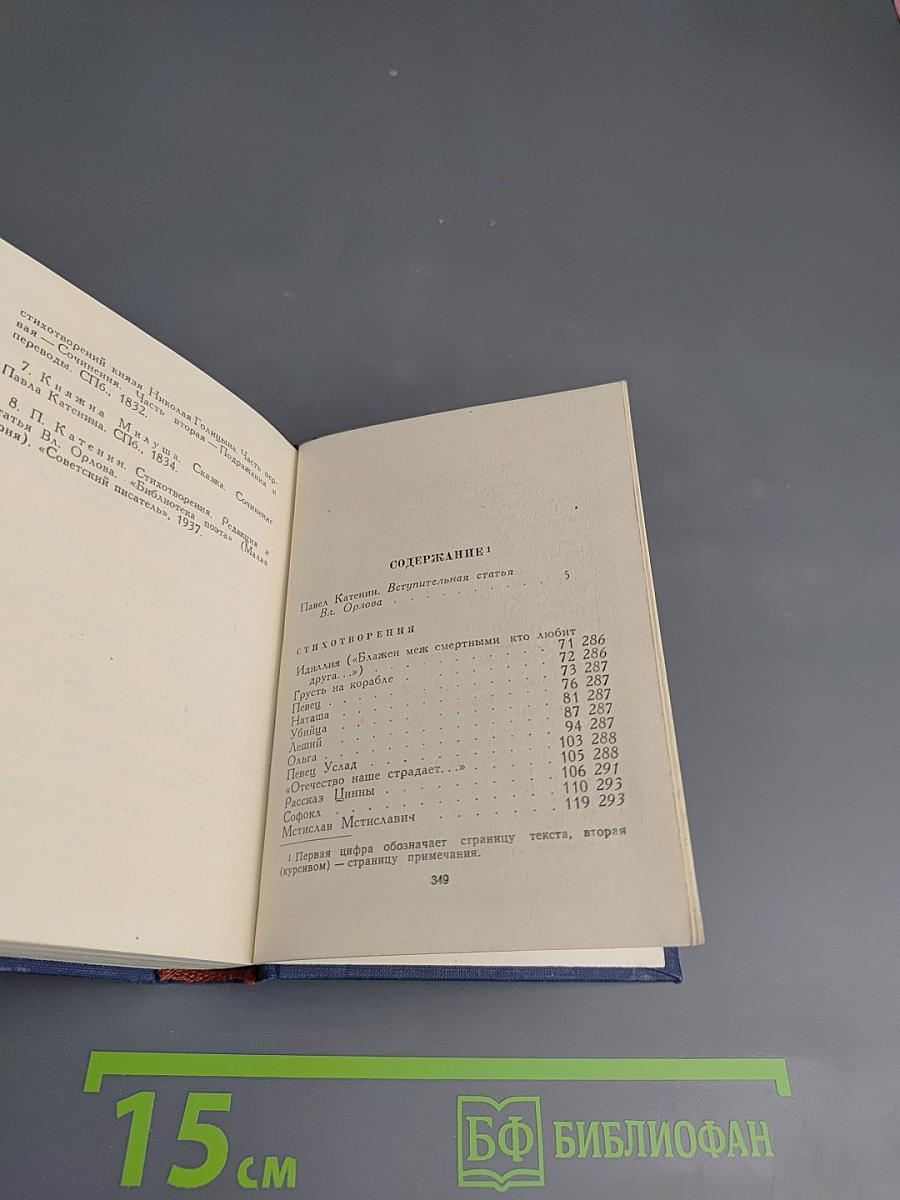 стихотворений князя Николая Голицына. Часть пер-
вая — Сочинения. Часть вторая — Подражания и
переводы. СПб., 1832.
7. Княжна Милуша. Сказка. Сочинение
Павла Катенина. СПб., 1834.
8. П. Катенин. Стихотворения. Редакция и
статья Вл. Орлова. «Библиотека поэта» (Малая
«Советский писатель», 1937.
СОДЕРЖАНИЕ ¹
Павел Катенин. Вступительная статья
Вл. Орлова . . . . . . . . . . 5
СТИХОТВОРЕНИЯ
Идиллия («Блажен меж смертными кто любит
друга. . .») . . . . . . . . 71 286
Грусть на корабле . . . . . . . 72 286
Певец . . . . . . . . . . 73 287
Наташа . . . . . . . . . . 76 287
Убийца . . . . . . . . . . 81 287
Леший . . . . . . . . . . 87 287
Ольга . . . . . . . . . . 94 287
Певец Услад . . . . . . . . 103 288
«Отечество наше страдает. . .» . . . . 105 288
Рассказ Цинны . . . . . . . . 106 291
Софокл . . . . . . . . . . 110 293
Мстислав Мстиславич . . . . . . 119 293
¹ Первая цифра обозначает страницу текста, вторая
(курсивом) — страницу примечания.
349
15 см
БФ БИБЛИОФАН